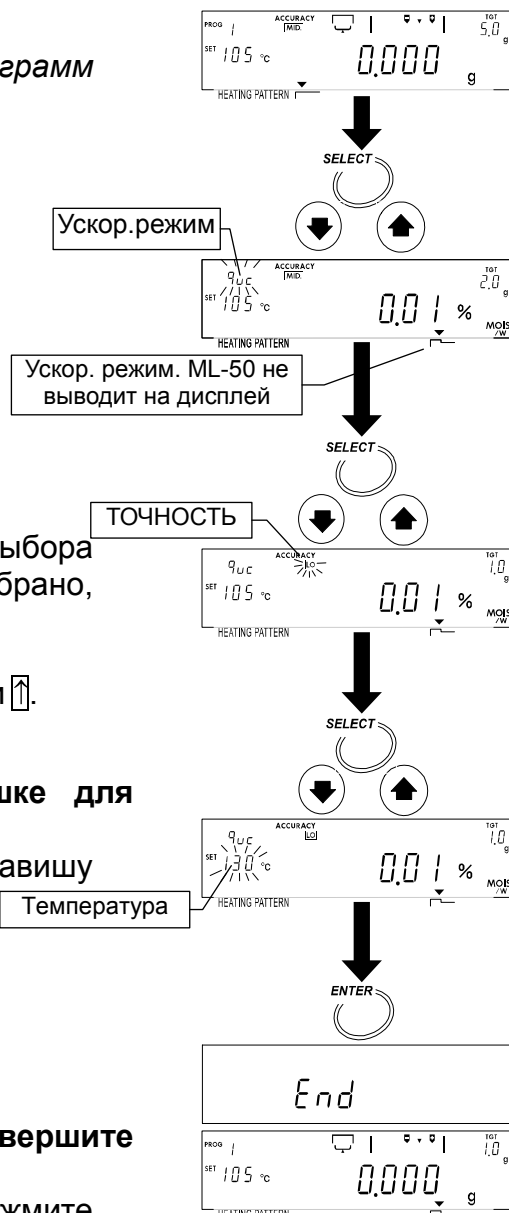 PROG 1 ACCURACY MID. TGT 5.0 g
грамм
SET 105 °C 0.000 g
HEATING PATTERN
SELECT
Ускор.режим
quc ACCURACY MID. TGT 2.0 g
SET 105 °C 0.01 % MOIS /W
HEATING PATTERN
Ускор. режим. ML-50 не
выводит на дисплей
SELECT
ТОЧНОСТЬ
ыбора
quc ACCURACY LO TGT 1.0 g
брано,
SET 105 °C 0.01 % MOIS /W
HEATING PATTERN
и ↑.
SELECT
шке для
quc ACCURACY LO TGT 1.0 g
авишу
SET 130 °C 0.01 % MOIS /W
Температура
HEATING PATTERN
ENTER
End
вершите
PROG 1 TGT 1.0 g
SET 105 °C 0.000 g
жмите
HEATING PATTERN